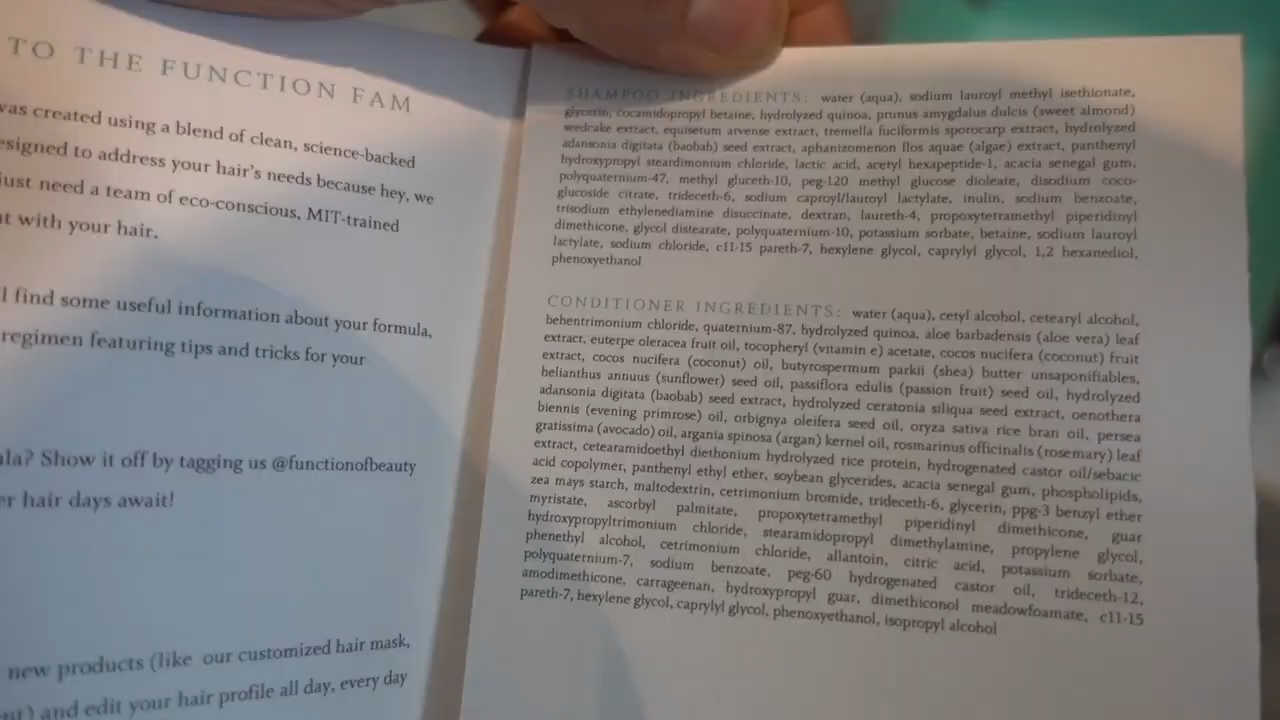 TO THE FUNCTION FAM
was created using a blend of clean, science-backed
esigned to address your hair's needs because hey, we
just need a team of eco-conscious, MIT-trained
t with your hair.
l find some useful information about your formula,
regimen featuring tips and tricks for your
ula? Show it off by tagging us @functionofbeauty
er hair days await!
new products (like our customized hair mask,
nt) and edit your hair profile all day, every day
SHAMPOO INGREDIENTS: water (aqua), sodium lauroyl methyl isethionate,
glycerin, cocamidopropyl betaine, hydrolyzed quinoa, prunus amygdalus dulcis (sweet almond)
seedcake extract, equisetum arvense extract, tremella fuciformis sporocarp extract, hydrolyzed
adansonia digitata (baobab) seed extract, aphanizomenon flos aquae (algae) extract, panthenyl
hydroxypropyl steardimonium chloride, lactic acid, acetyl hexapeptide-1, acacia senegal gum,
polyquaternium-47, methyl gluceth-10, peg-120 methyl glucose dioleate, disodium coco-
glucoside citrate, trideceth-6, sodium caproyl/lauroyl lactylate, inulin, sodium benzoate,
trisodium ethylenediamine disuccinate, dextran, laureth-4, propoxytetramethyl piperidinyl
dimethicone, glycol distearate, polyquaternium-10, potassium sorbate, betaine, sodium lauroyl
lactylate, sodium chloride, c11-15 pareth-7, hexylene glycol, caprylyl glycol, 1,2 hexanediol,
phenoxyethanol
CONDITIONER INGREDIENTS: water (aqua), cetyl alcohol, cetearyl alcohol,
behentrimonium chloride, quaternium-87, hydrolyzed quinoa, aloe barbadensis (aloe vera) leaf
extract, euterpe oleracea fruit oil, tocopheryl (vitamin e) acetate, cocos nucifera (coconut) fruit
extract, cocos nucifera (coconut) oil, butyrospermum parkii (shea) butter unsaponifiables,
helianthus annuus (sunflower) seed oil, passiflora edulis (passion fruit) seed oil, hydrolyzed
adansonia digitata (baobab) seed extract, hydrolyzed ceratonia siliqua seed extract, oenothera
biennis (evening primrose) oil, orbignya oleifera seed oil, oryza sativa rice bran oil, persea
gratissima (avocado) oil, argania spinosa (argan) kernel oil, rosmarinus officinalis (rosemary) leaf
extract, cetearamidoethyl diethonium hydrolyzed rice protein, hydrogenated castor oil/sebacic
acid copolymer, panthenyl ethyl ether, soybean glycerides, acacia senegal gum, phospholipids,
zea mays starch, maltodextrin, cetrimonium bromide, trideceth-6, glycerin, ppg-3 benzyl ether
myristate, ascorbyl palmitate, propoxytetramethyl piperidinyl dimethicone, guar
hydroxypropyltrimonium chloride, stearamidopropyl dimethylamine, propylene glycol,
phenethyl alcohol, cetrimonium chloride, allantoin, citric acid, potassium sorbate,
polyquaternium-7, sodium benzoate, peg-60 hydrogenated castor oil, trideceth-12,
amodimethicone, carrageenan, hydroxypropyl guar, dimethiconol meadowfoamate, c11-15
pareth-7, hexylene glycol, caprylyl glycol, phenoxyethanol, isopropyl alcohol